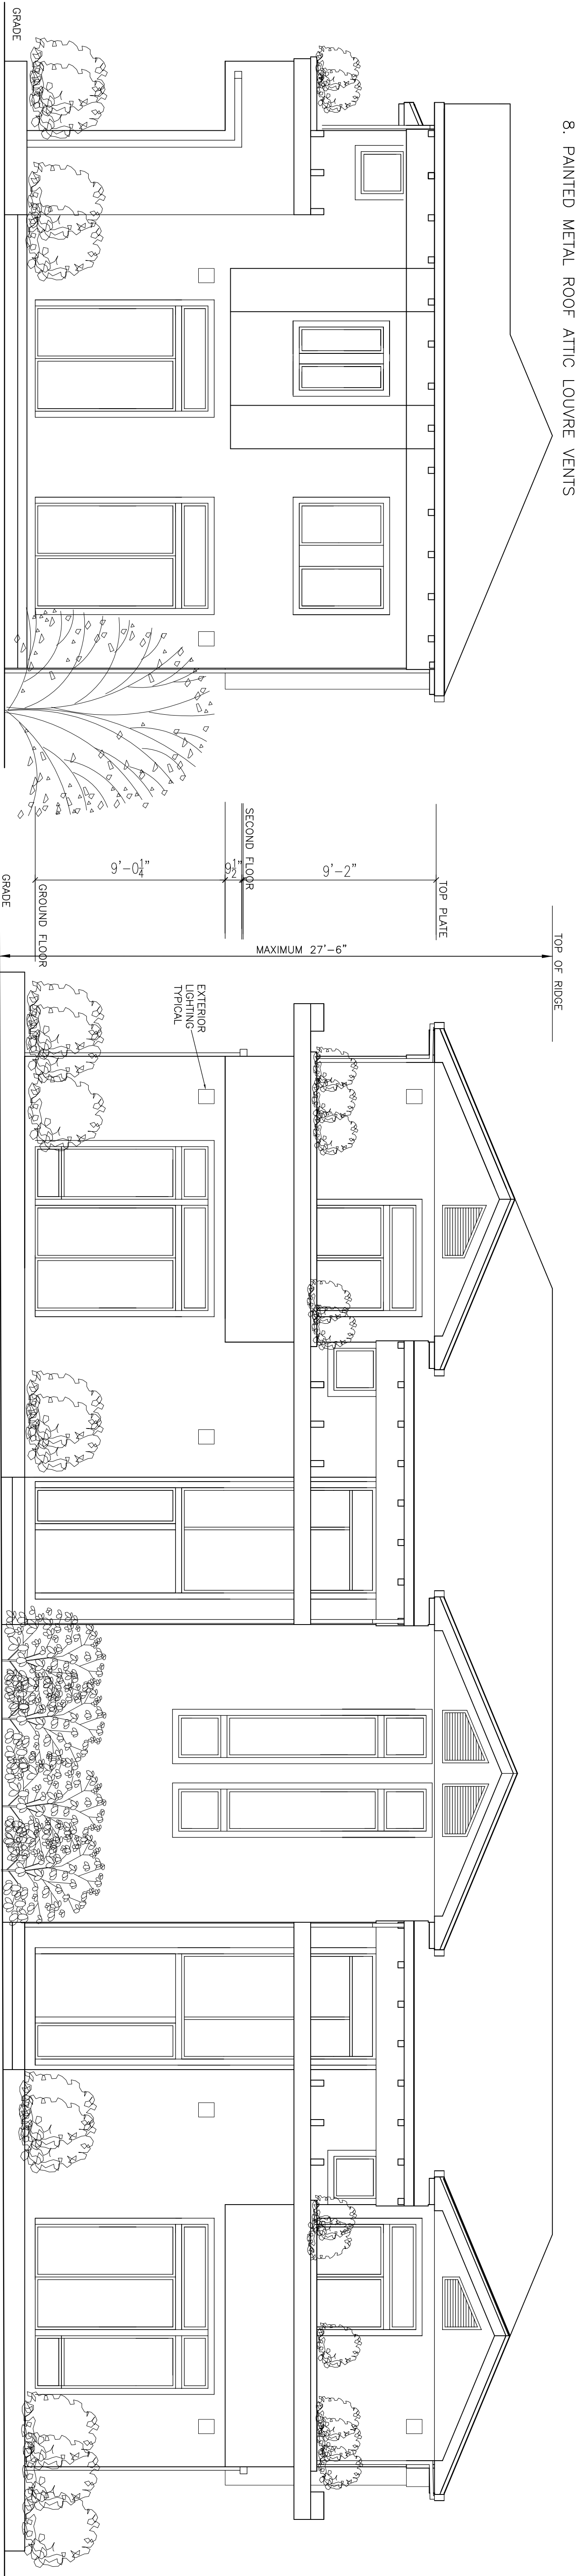 8. PAINTED METAL ROOF ATTIC LOUVRE VENTS
TOP OF RIDGE
TOP PLATE
9'-2"
MAXIMUM 27'-6"
SECOND FLOOR
9½"
9'-0¼"
EXTERIOR
LIGHTING
TYPICAL
GROUND FLOOR
GRADE
GRADE